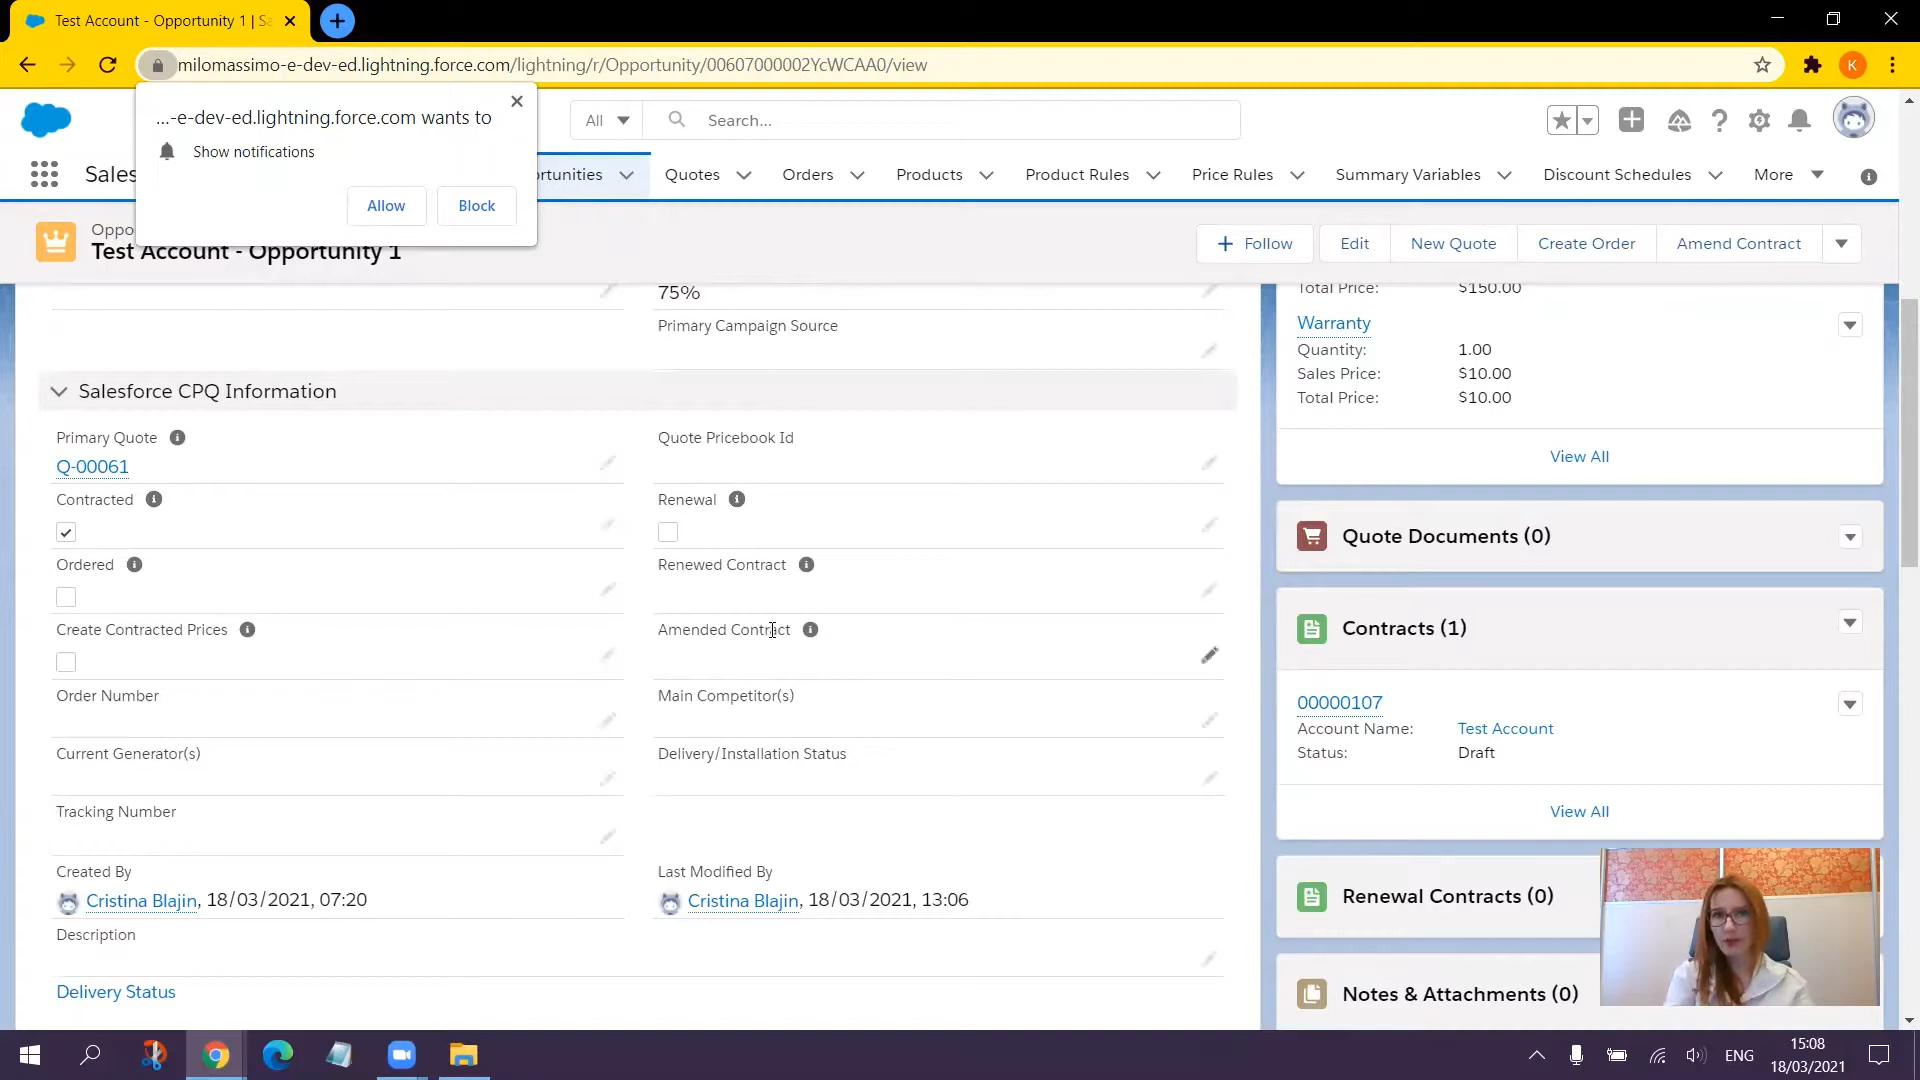 Test Account - Opportunity 1 | Sa
milomassimo-e-dev-ed.lightning.force.com/lightning/r/Opportunity/00607000002YcWCAA0/view
K
...-e-dev-ed.lightning.force.com wants to
Show notifications
Allow
Block
All
Search...
Sales
ortunities
Quotes
Orders
Products
Product Rules
Price Rules
Summary Variables
Discount Schedules
More
Oppo
Test Account - Opportunity 1
Follow
Edit
New Quote
Create Order
Amend Contract
75%
Primary Campaign Source
Salesforce CPQ Information
Primary Quote
Q-00061
Quote Pricebook Id
Contracted
Renewal
Ordered
Renewed Contract
Create Contracted Prices
Amended Contract
Order Number
Main Competitor(s)
Current Generator(s)
Delivery/Installation Status
Tracking Number
Created By
Cristina Blajin, 18/03/2021, 07:20
Last Modified By
Cristina Blajin, 18/03/2021, 13:06
Description
Delivery Status
Total Price: $150.00
Warranty
Quantity: 1.00
Sales Price: $10.00
Total Price: $10.00
View All
Quote Documents (0)
Contracts (1)
00000107
Account Name: Test Account
Status: Draft
View All
Renewal Contracts (0)
Notes & Attachments (0)
ENG
15:08
18/03/2021